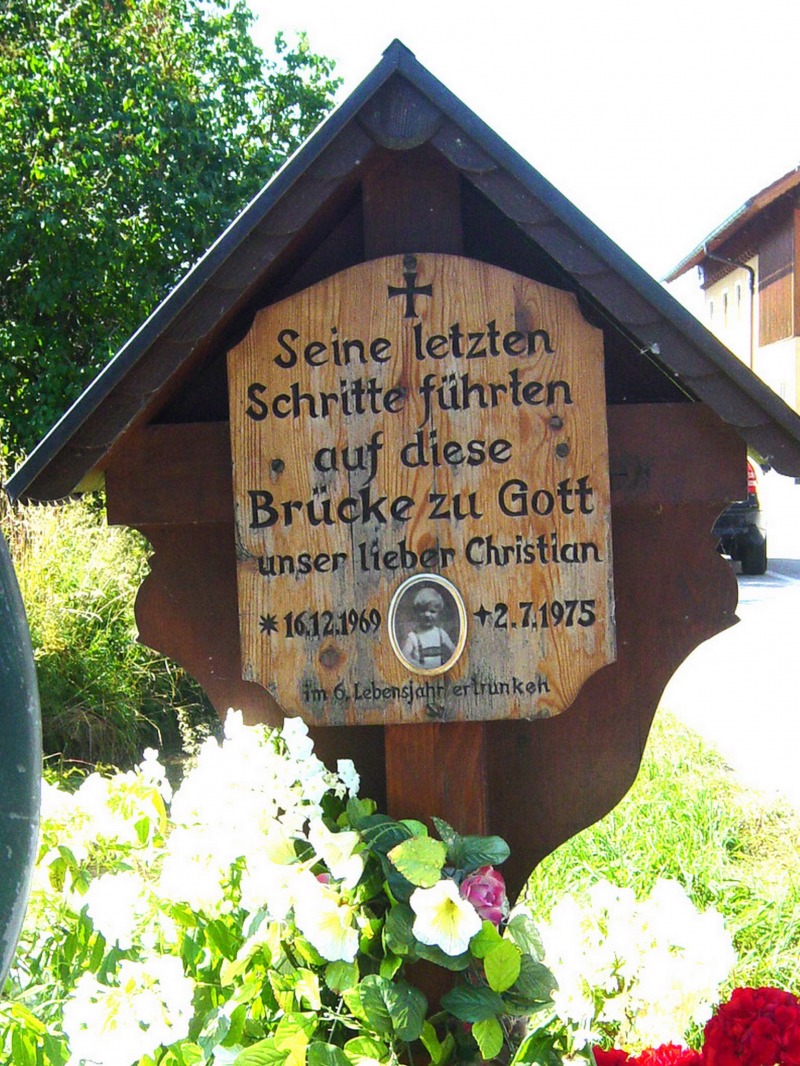 Seine letzten
Schritte führten
auf diese
Brücke zu Gott
unser lieber Christian
* 16.12.1969 + 2.7.1975
im 6. Lebensjahr ertrunken